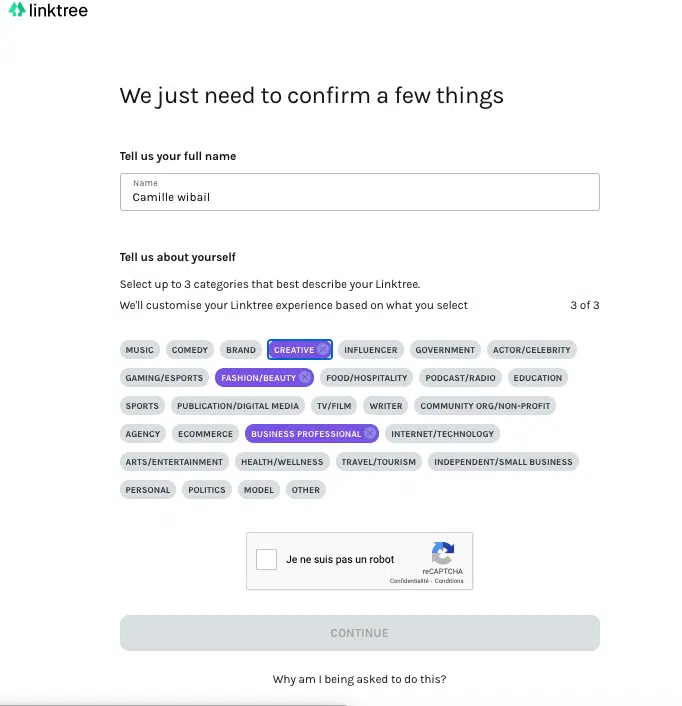 linktree
We just need to confirm a few things
Tell us your full name
Name
Camille wibail
Tell us about yourself
Select up to 3 categories that best describe your Linktree.
We'll customise your Linktree experience based on what you select 3 of 3
MUSIC COMEDY BRAND CREATIVE INFLUENCER GOVERNMENT ACTOR/CELEBRITY
GAMING/ESPORTS FASHION/BEAUTY FOOD/HOSPITALITY PODCAST/RADIO EDUCATION
SPORTS PUBLICATION/DIGITAL MEDIA TV/FILM WRITER COMMUNITY ORG/NON-PROFIT
AGENCY ECOMMERCE BUSINESS PROFESSIONAL INTERNET/TECHNOLOGY
ARTS/ENTERTAINMENT HEALTH/WELLNESS TRAVEL/TOURISM INDEPENDENT/SMALL BUSINESS
PERSONAL POLITICS MODEL OTHER
Je ne suis pas un robot
reCAPTCHA
Confidentialité - Conditions
CONTINUE
Why am I being asked to do this?